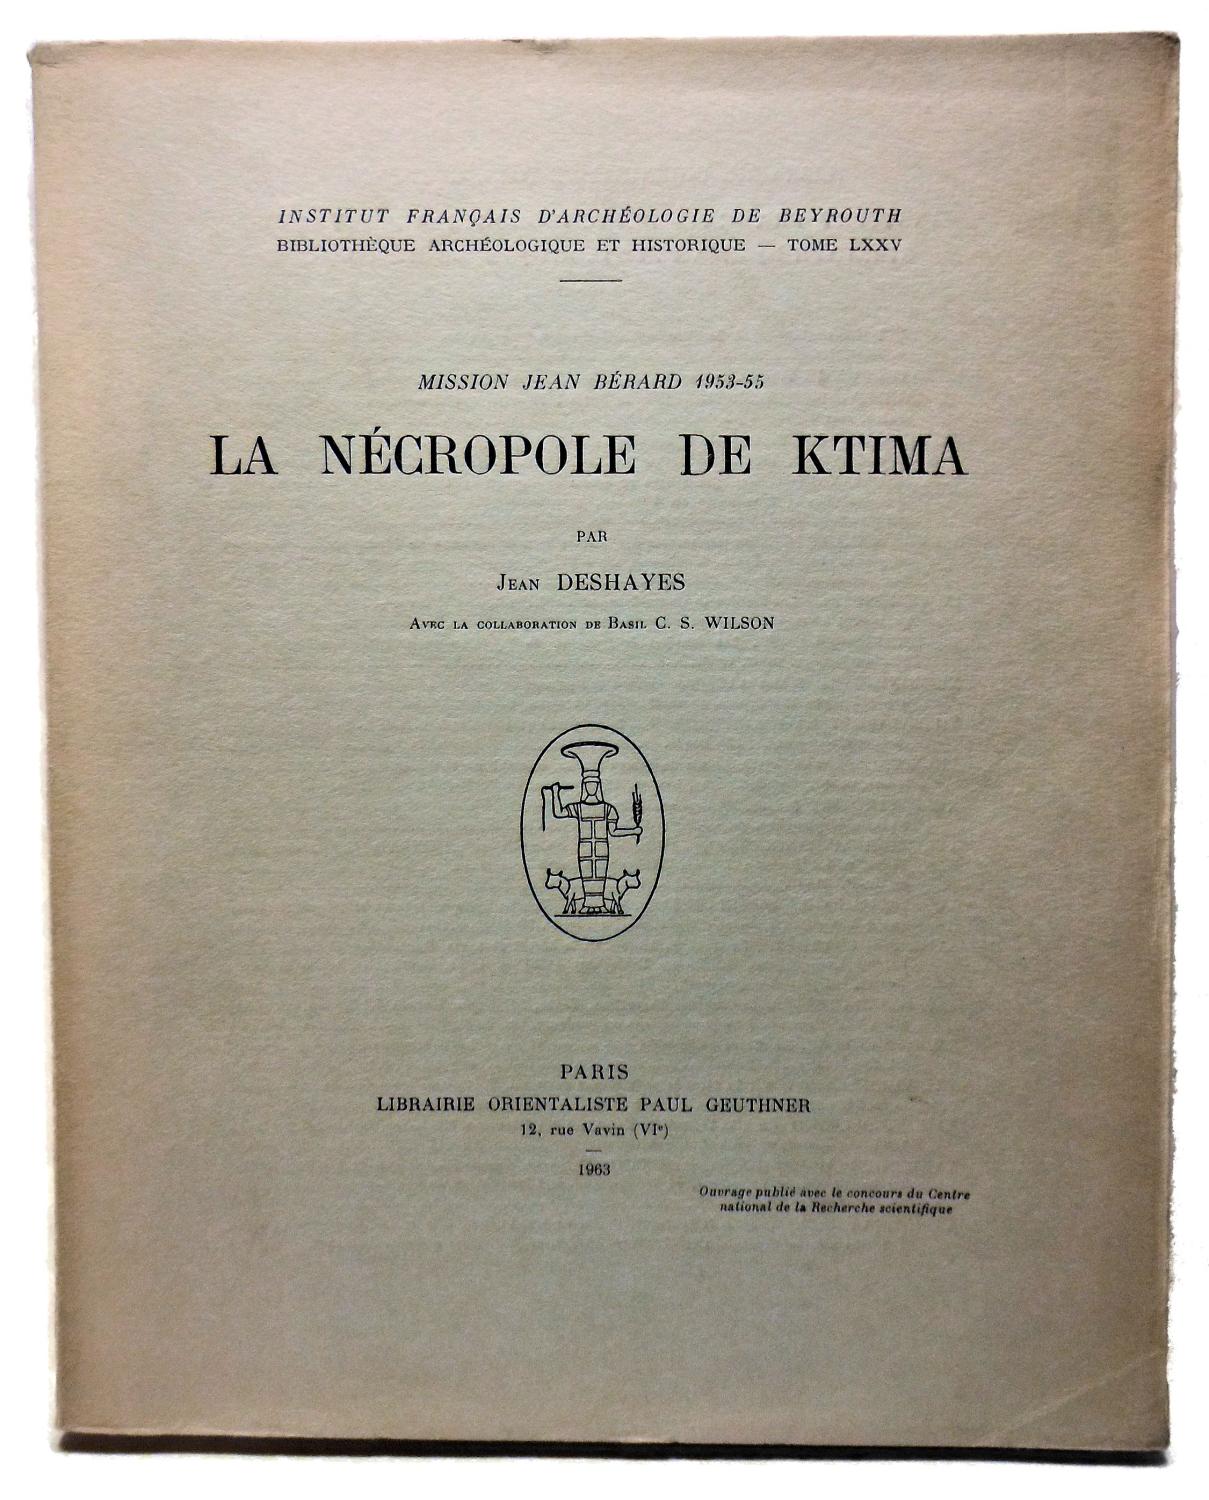 INSTITUT FRANÇAIS D'ARCHÉOLOGIE DE BEYROUTH
BIBLIOTHÈQUE ARCHÉOLOGIQUE ET HISTORIQUE — TOME LXXV
MISSION JEAN BÉRARD 1953-55
LA NÉCROPOLE DE KTIMA
PAR
JEAN DESHAYES
AVEC LA COLLABORATION DE BASIL C. S. WILSON
PARIS
LIBRAIRIE ORIENTALISTE PAUL GEUTHNER
12, rue Vavin (VIᵉ)
1963
Ouvrage publié avec le concours du Centre
national de la Recherche scientifique